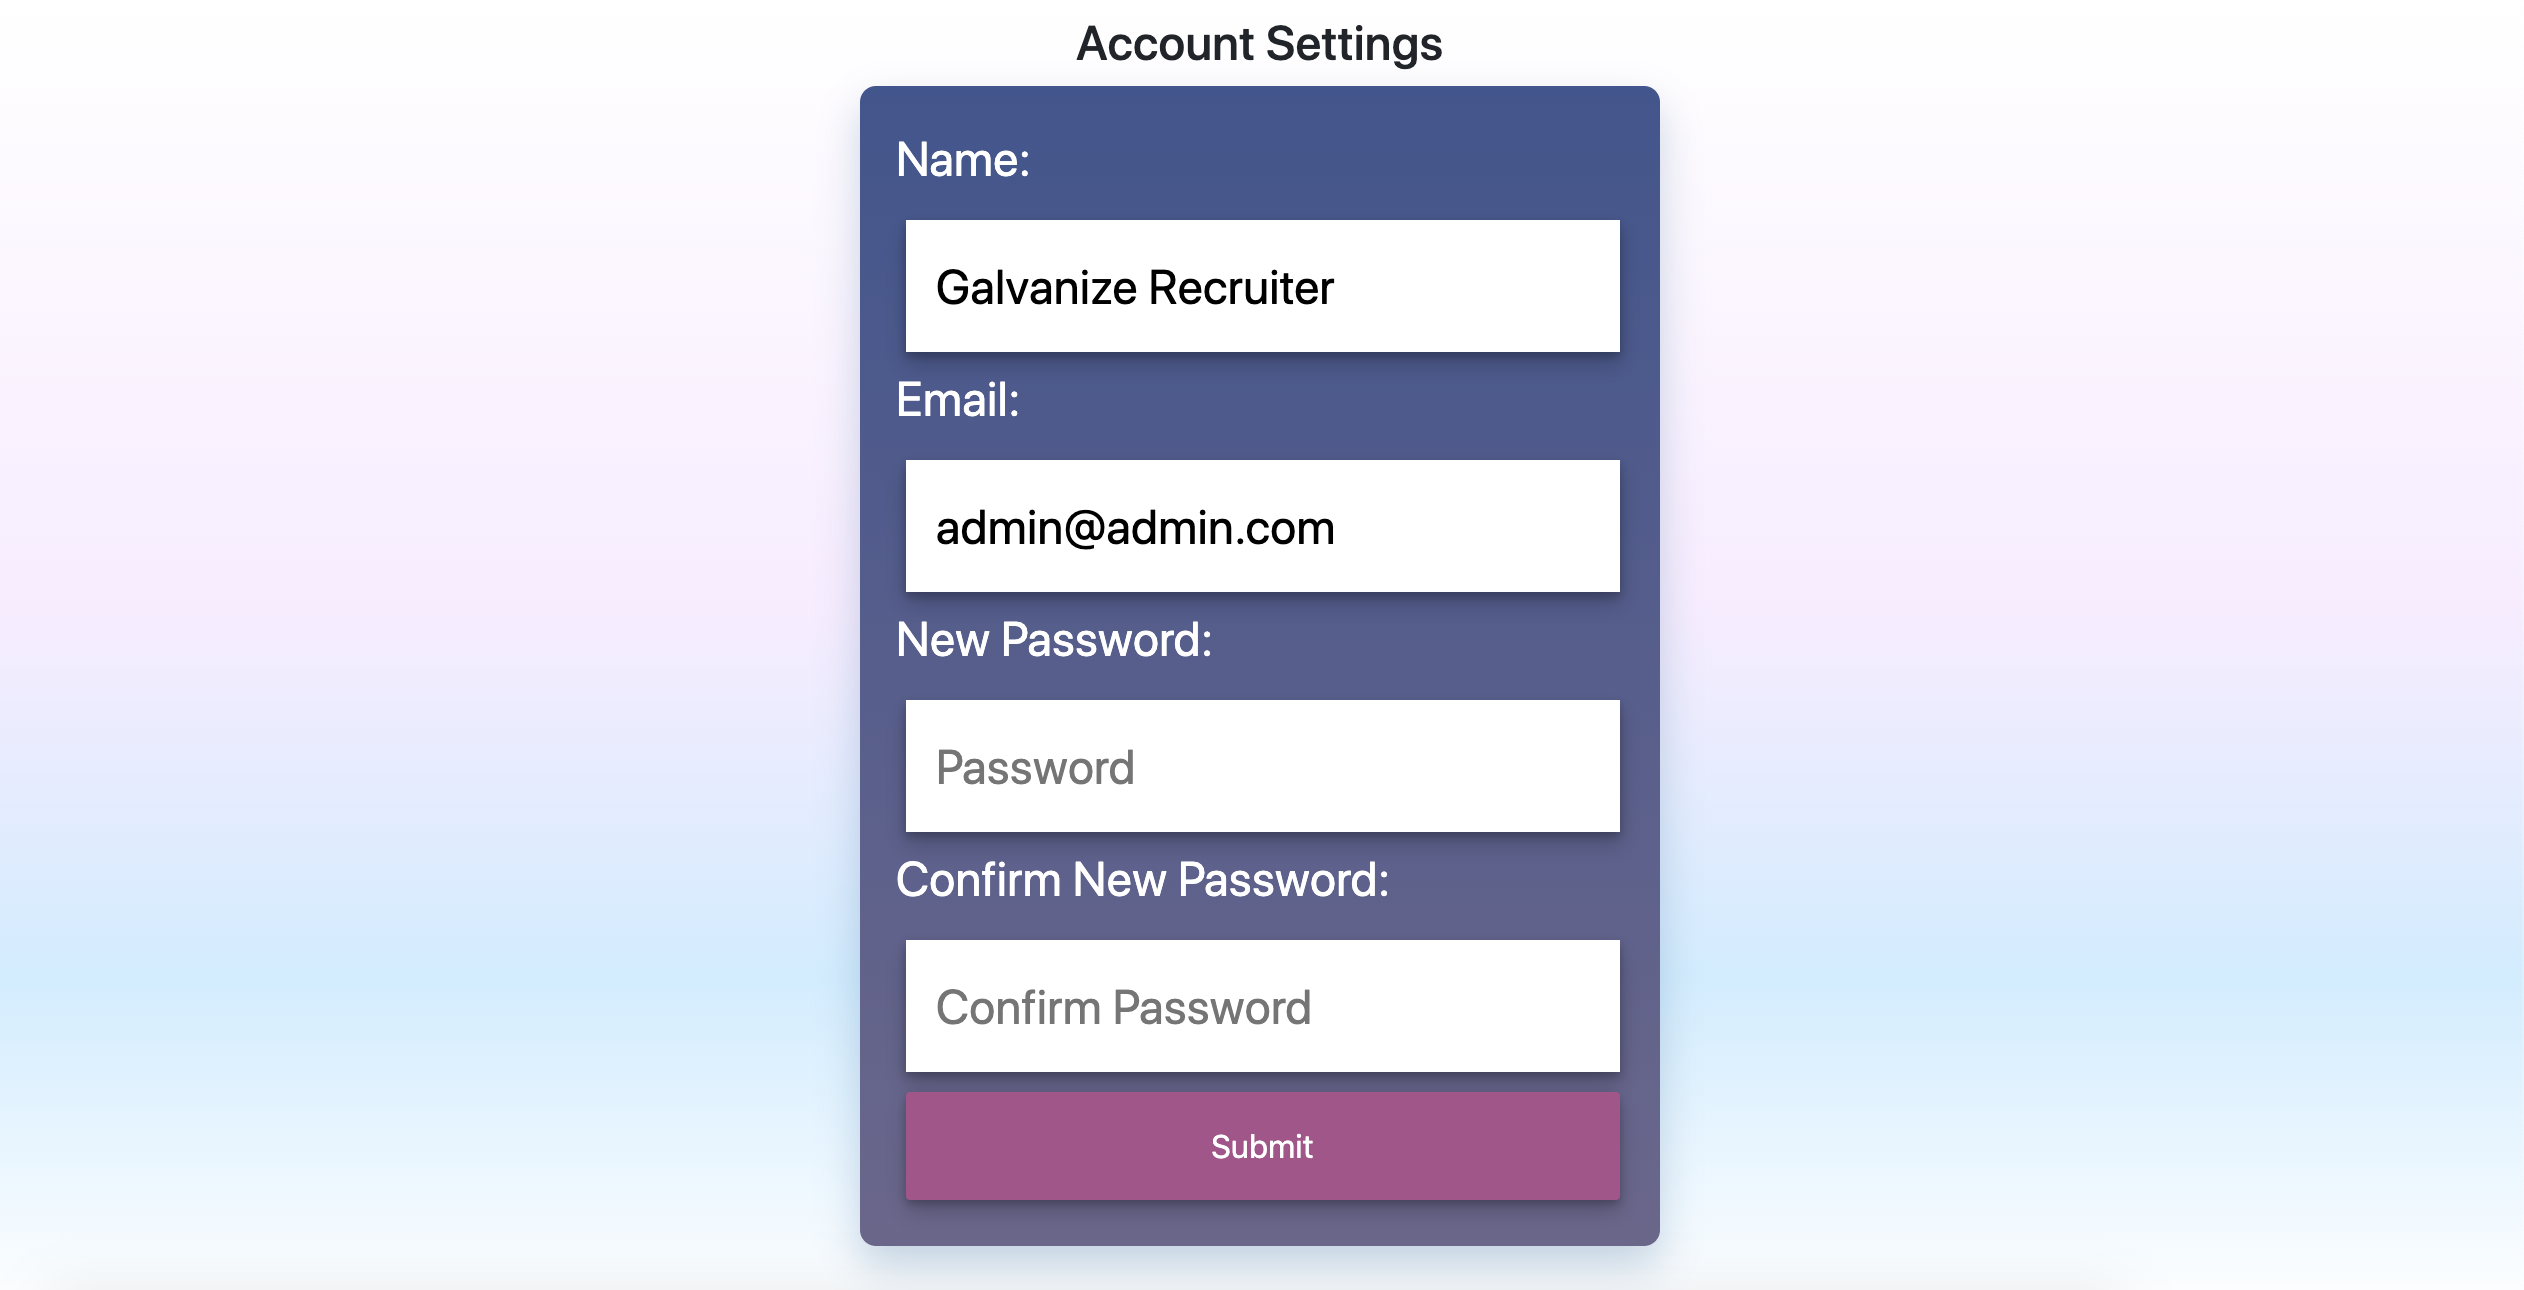 Account Settings
Name:
Galvanize Recruiter
Email:
admin@admin.com
New Password:
Password
Confirm New Password:
Confirm Password
Submit